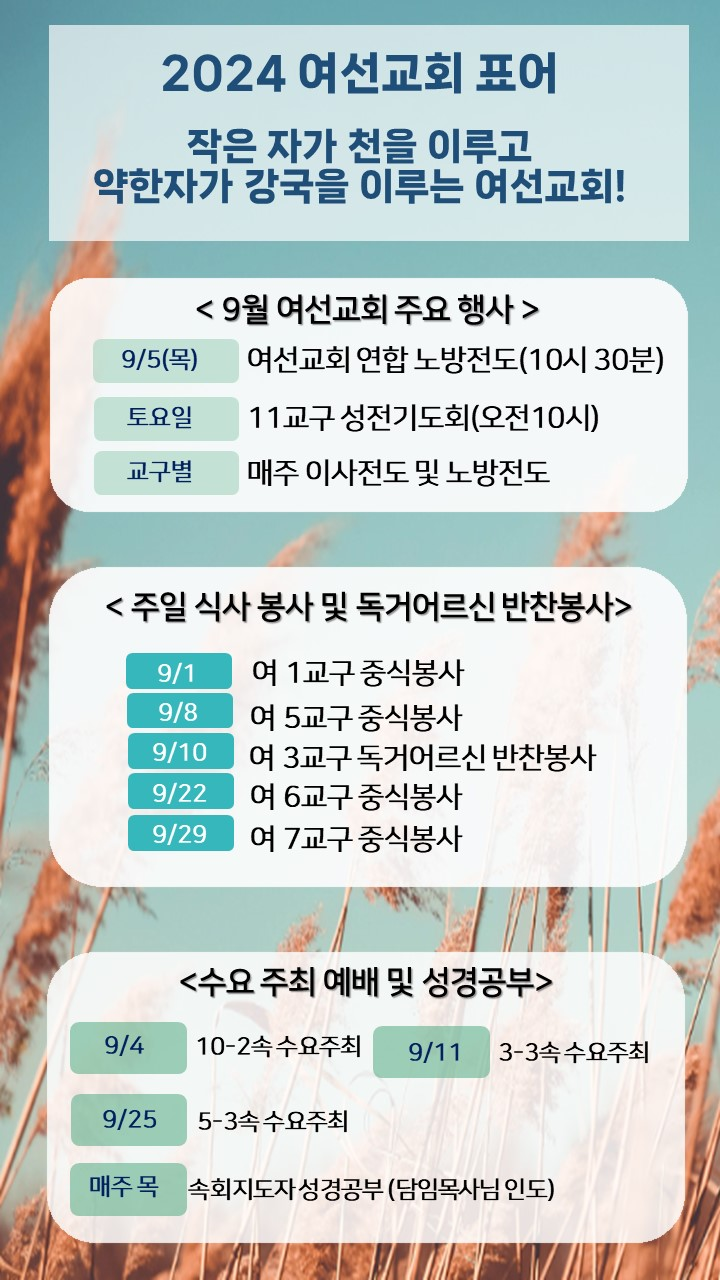 2024 여선교회 표어
작은 자가 천을 이루고
약한자가 강국을 이루는 여선교회!
< 9월 여선교회 주요 행사 >
9/5(목) 여선교회 연합 노방전도(10시 30분)
토요일 11교구 성전기도회(오전10시)
교구별 매주 이사전도 및 노방전도
< 주일 식사 봉사 및 독거어르신 반찬봉사>
9/1 여 1교구 중식봉사
9/8 여 5교구 중식봉사
9/10 여 3교구 독거어르신 반찬봉사
9/22 여 6교구 중식봉사
9/29 여 7교구 중식봉사
<수요 주최 예배 및 성경공부>
9/4 10-2속 수요주최 9/11 3-3속 수요주최
9/25 5-3속 수요주최
매주 목 속회지도자 성경공부 (담임목사님 인도)